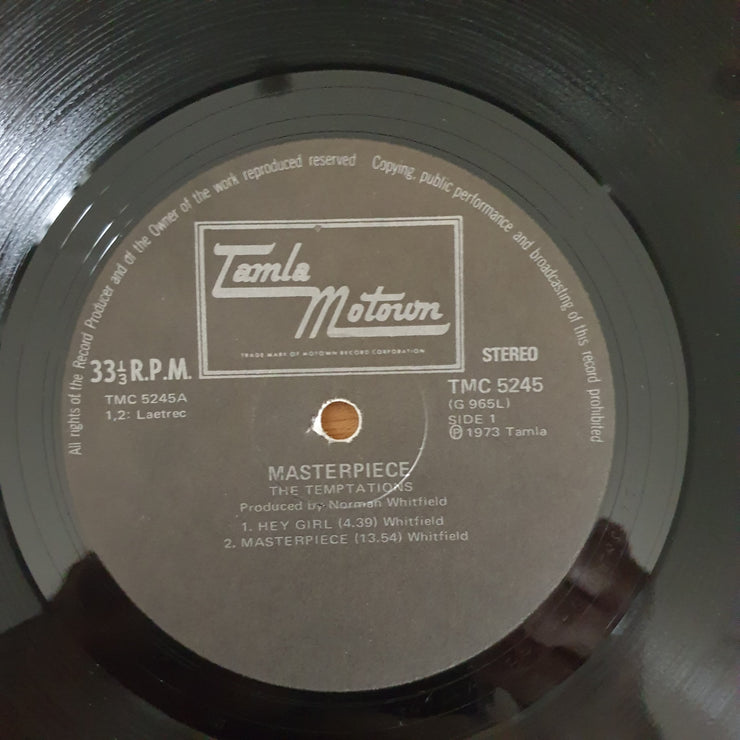 All rights of the Record Producer and of the Owner of the work reproduced reserved Copying, public performance and broadcasting of this record prohibited
Tamla
Motown
TRADE MARK OF MOTOWN RECORD CORPORATION
33⅓ R.P.M.
STEREO
TMC 5245A
1,2: Laetrec
TMC 5245
(G 965L)
SIDE 1
Ⓟ 1973 Tamla
MASTERPIECE
THE TEMPTATIONS
Produced by Norman Whitfield
1. HEY GIRL (4.39) Whitfield
2. MASTERPIECE (13.54) Whitfield